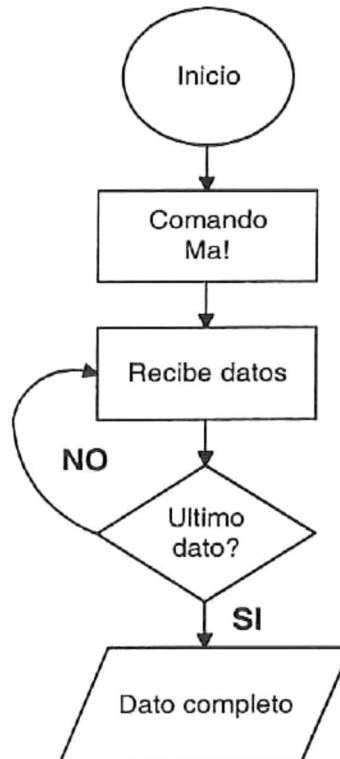 Inicio
Comando
Ma!
Recibe datos
NO
Ultimo
dato?
SI
Dato completo